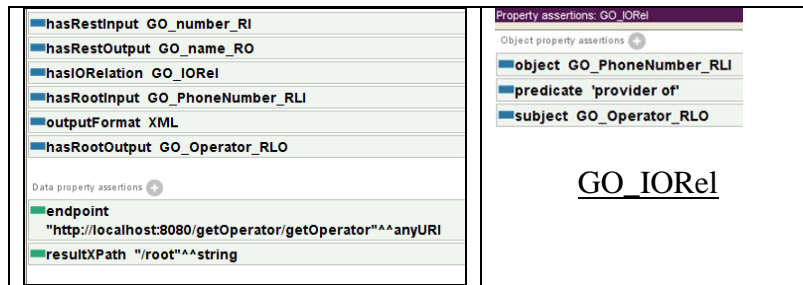 hasRestInput GO_number_RI
hasRestOutput GO_name_RO
hasIORelation GO_IORel
hasRootInput GO_PhoneNumber_RLI
outputFormat XML
hasRootOutput GO_Operator_RLO
Data property assertions
endpoint
"http://localhost:8080/getOperator/getOperator"^^anyURI
resultXPath "/root"^^string
Property assertions: GO_IORel
Object property assertions
object GO_PhoneNumber_RLI
predicate 'provider of'
subject GO_Operator_RLO
GO_IORel